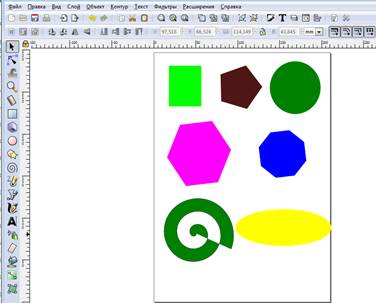 Файл Правка Вид Слой Объект Контур Текст Фильтры Расширения Справка
97,518 66,524 114,149 43,845 mm